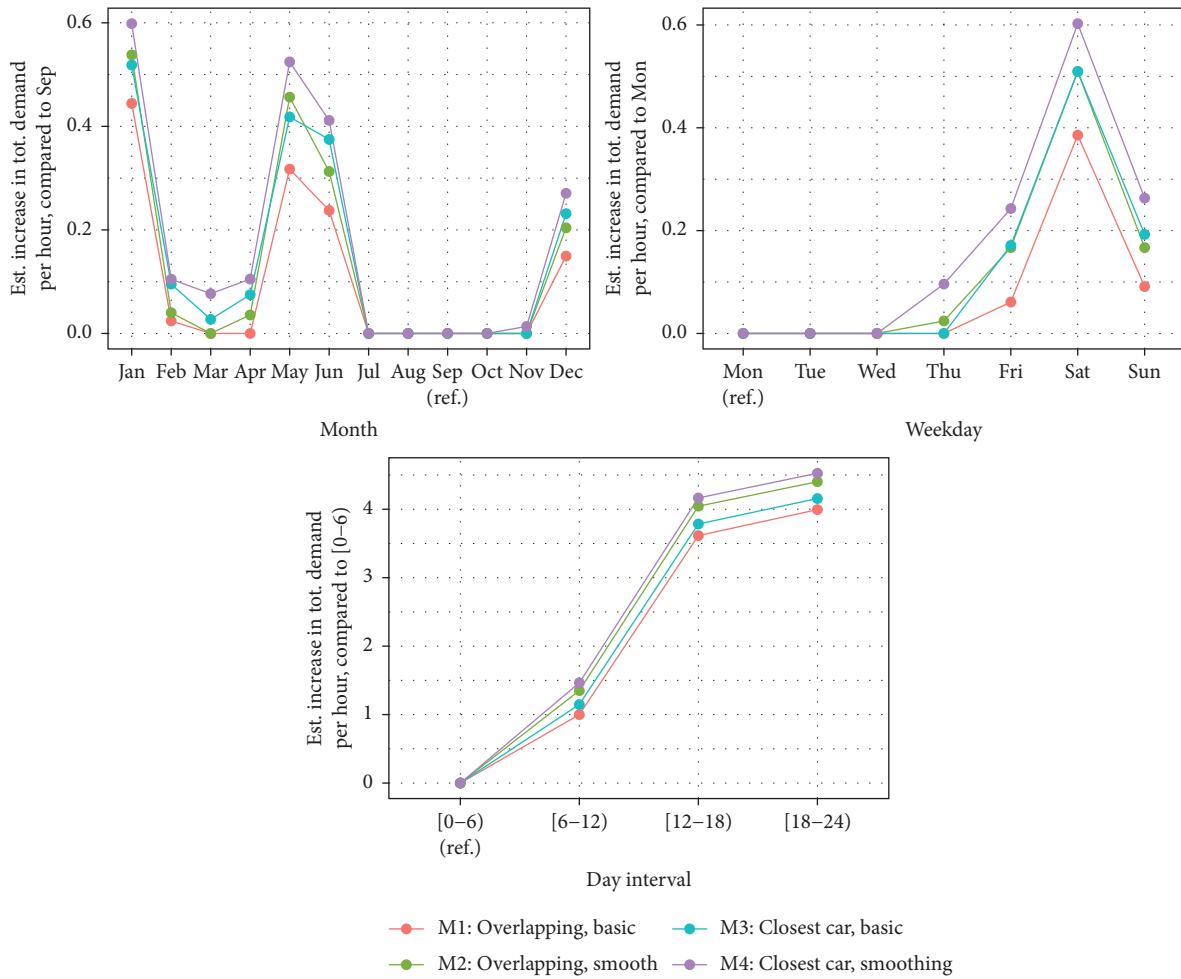 Est. increase in tot. demand
per hour, compared to Sep
0.6
0.4
0.2
0.0
Jan Feb Mar Apr May Jun Jul Aug Sep Oct Nov Dec
(ref.)
Month
Est. increase in tot. demand
per hour, compared to Mon
0.6
0.4
0.2
0.0
Mon Tue Wed Thu Fri Sat Sun
(ref.)
Weekday
Est. increase in tot. demand
per hour, compared to [0–6)
4
3
2
1
0
[0–6) [6–12) [12–18) [18–24)
(ref.)
Day interval
M1: Overlapping, basic
M2: Overlapping, smooth
M3: Closest car, basic
M4: Closest car, smoothing